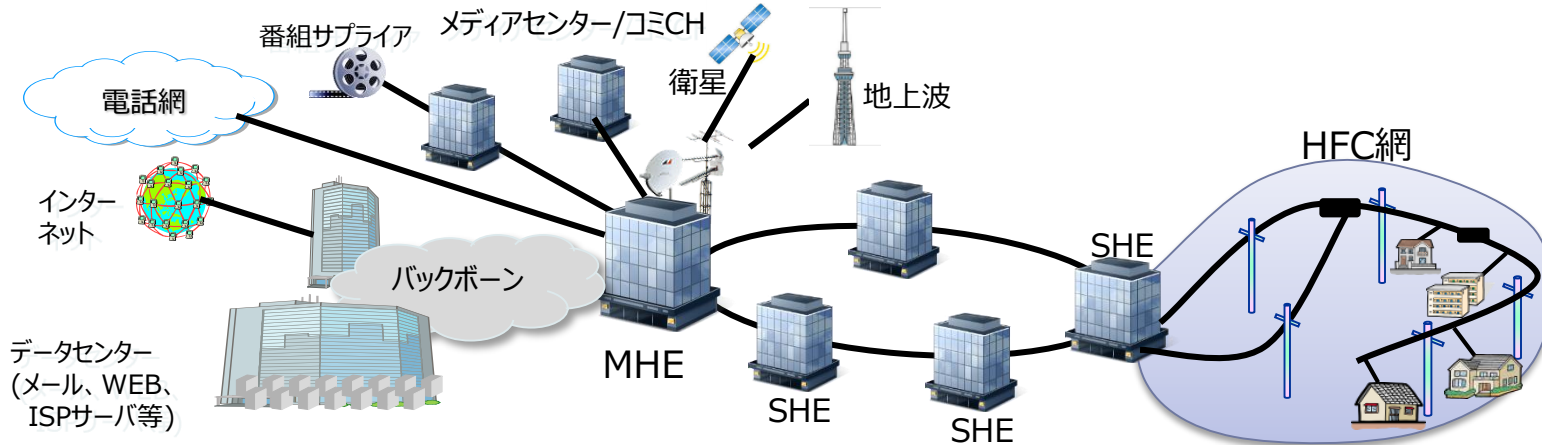 番組サプライア
メディアセンター/コミCH
電話網
衛星
地上波
HFC網
インター
ネット
バックボーン
SHE
MHE
データセンター
(メール、WEB、
ISPサーバ等)
SHE
SHE